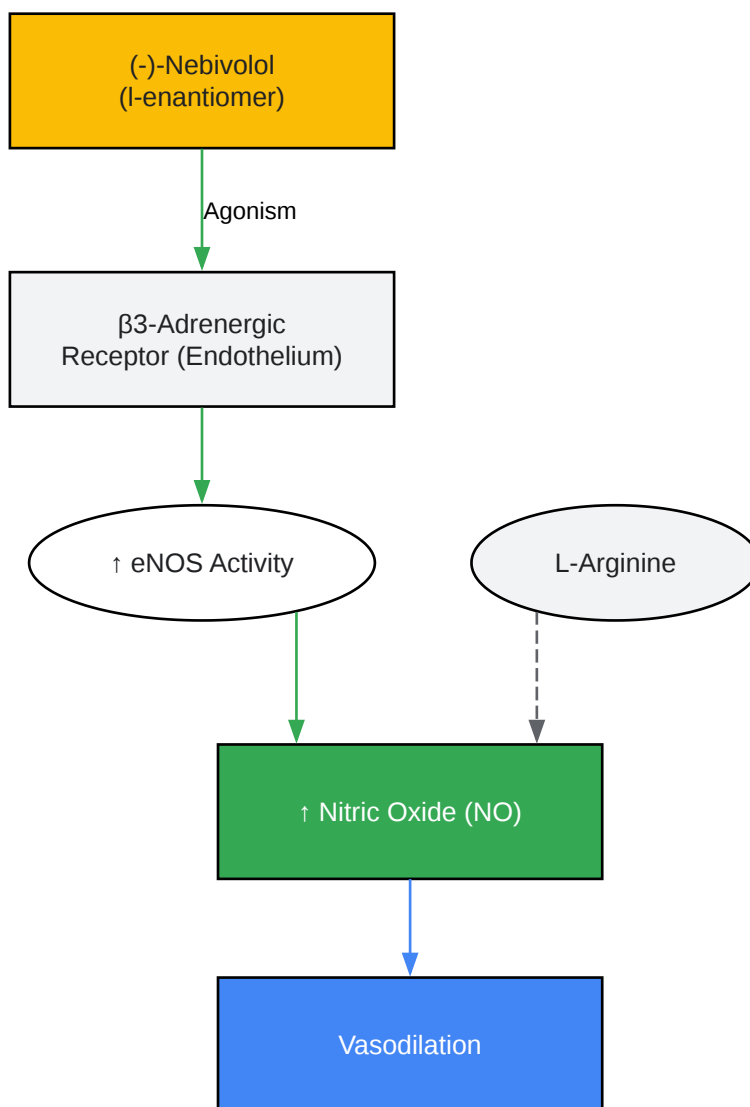 (-)-Nebivolol
(l-enantiomer)
Agonism
β3-Adrenergic
Receptor (Endothelium)
↑ eNOS Activity
L-Arginine
↑ Nitric Oxide (NO)
Vasodilation